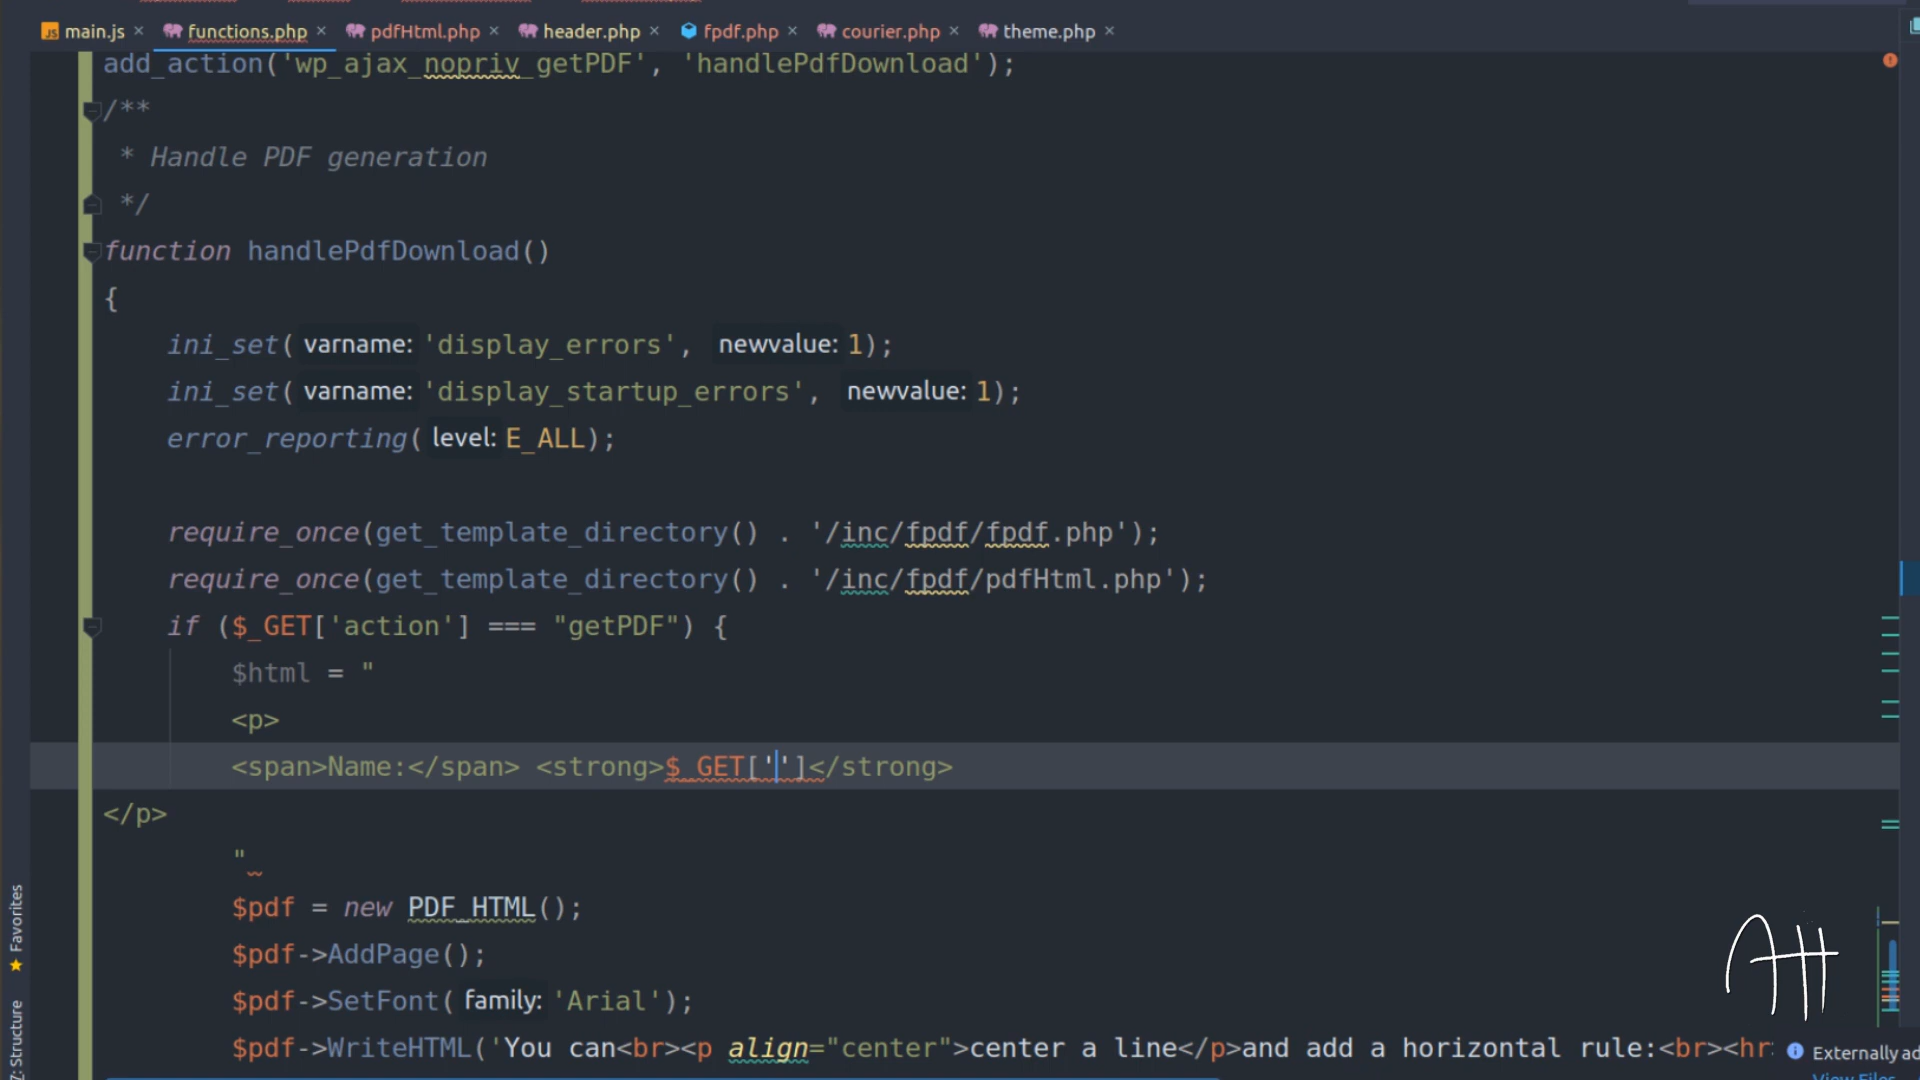 main.js × functions.php × pdfHtml.php × header.php × fpdf.php × courier.php × theme.php ×
add_action('wp_ajax_nopriv_getPDF', 'handlePdfDownload');
/**
* Handle PDF generation
*/
function handlePdfDownload()
{
ini_set( varname: 'display_errors', newvalue: 1);
ini_set( varname: 'display_startup_errors', newvalue: 1);
error_reporting( level: E_ALL);
require_once(get_template_directory() . '/inc/fpdf/fpdf.php');
require_once(get_template_directory() . '/inc/fpdf/pdfHtml.php');
if ($_GET['action'] === "getPDF") {
$html = "
<p>
<span>Name:</span> <strong>$_GET['']</strong>
</p>
"
$pdf = new PDF_HTML();
$pdf->AddPage();
$pdf->SetFont( family: 'Arial');
$pdf->WriteHTML('You can<br><p align="center">center a line</p>and add a horizontal rule:<br><hr>
Externally ad
View Files
Favorites
7: Structure
AH